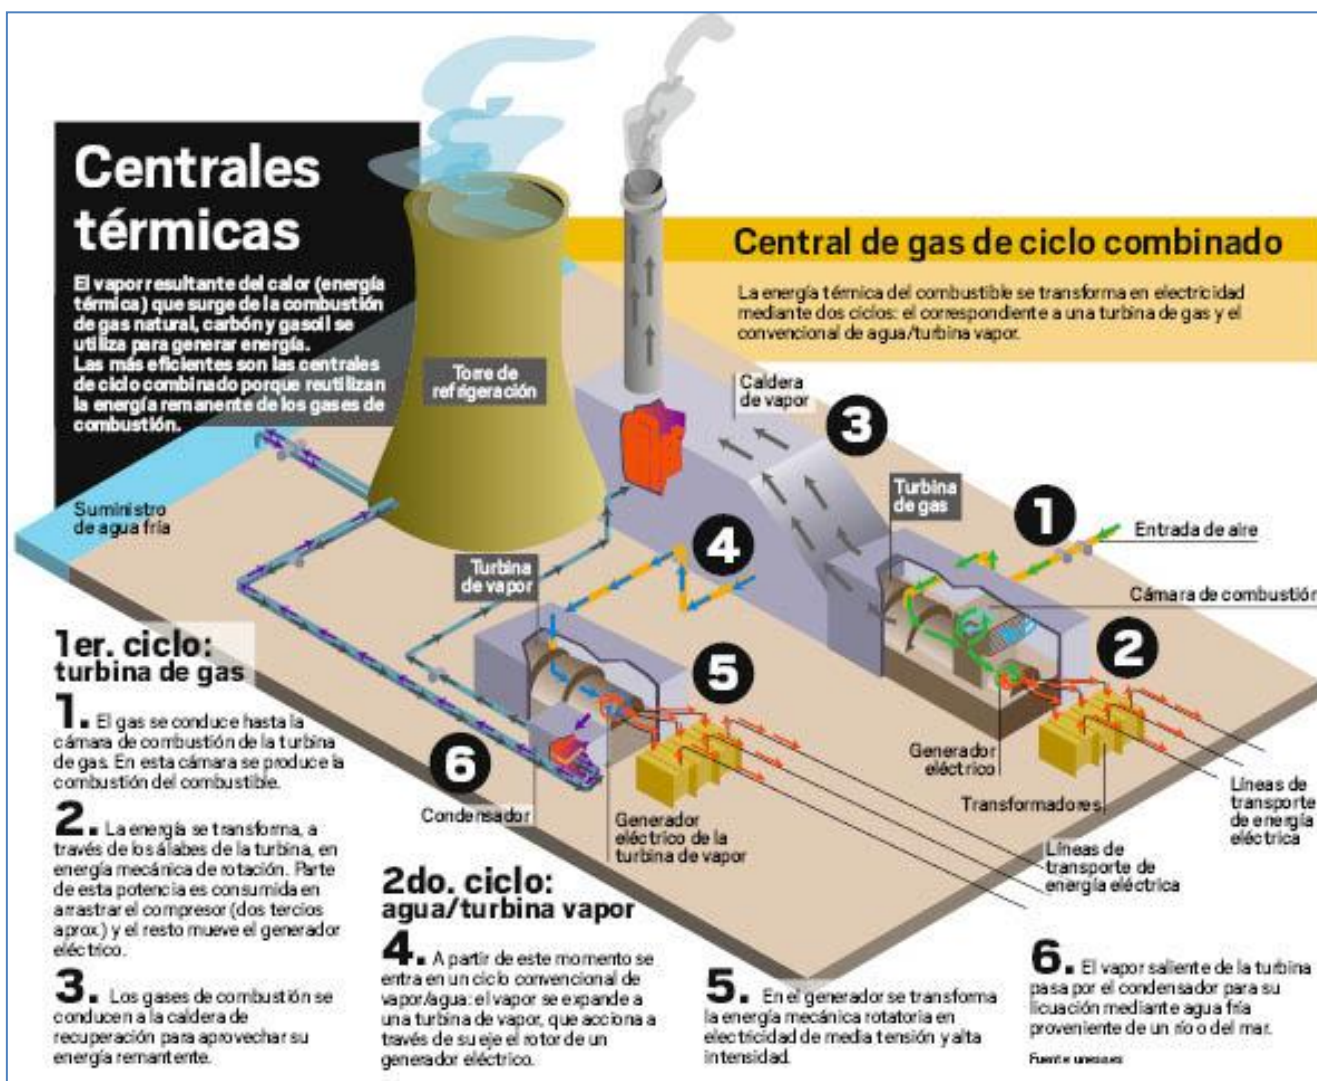 Centrales
térmicas
El vapor resultante del calor (energía
térmica) que surge de la combustión
de gas natural, carbón y gasoil se
utiliza para generar energía.
Las más eficientes son las centrales
de ciclo combinado porque reutilizan
la energía remanente de los gases de
combustión.
Central de gas de ciclo combinado
La energía térmica del combustible se transforma en electricidad
mediante dos ciclos: el correspondiente a una turbina de gas y el
convencional de agua/turbina vapor.
Torre de
refrigeración
Caldera
de vapor
3
Suministro
de agua fría
Turbina
de gas
1
Entrada de aire
4
Turbina
de vapor
Cámara de combustión
2
5
6
Condensador
Generador
eléctrico de la
turbina de vapor
Generador
eléctrico
Transformadores
Líneas de
transporte
de energía
eléctrica
Líneas de
transporte de
energía eléctrica
1er. ciclo:
turbina de gas
1. El gas se conduce hasta la
cámara de combustión de la turbina
de gas. En esta cámara se produce la
combustión del combustible.
2. La energía se transforma, a
través de los álabes de la turbina, en
energía mecánica de rotación. Parte
de esta potencia es consumida en
arrastrar el compresor (dos tercios
aprox.) y el resto mueve el generador
eléctrico.
3. Los gases de combustión se
conducen a la caldera de
recuperación para aprovechar su
energía remantente.
2do. ciclo:
agua/turbina vapor
4. A partir de este momento se
entra en un ciclo convencional de
vapor/agua: el vapor se expande a
una turbina de vapor, que acciona a
través de su eje el rotor de un
generador eléctrico.
5. En el generador se transforma
la energía mecánica rotatoria en
electricidad de media tensión y alta
intensidad.
6. El vapor saliente de la turbina
pasa por el condensador para su
licuación mediante agua fría
proveniente de un río o del mar.
Fuente